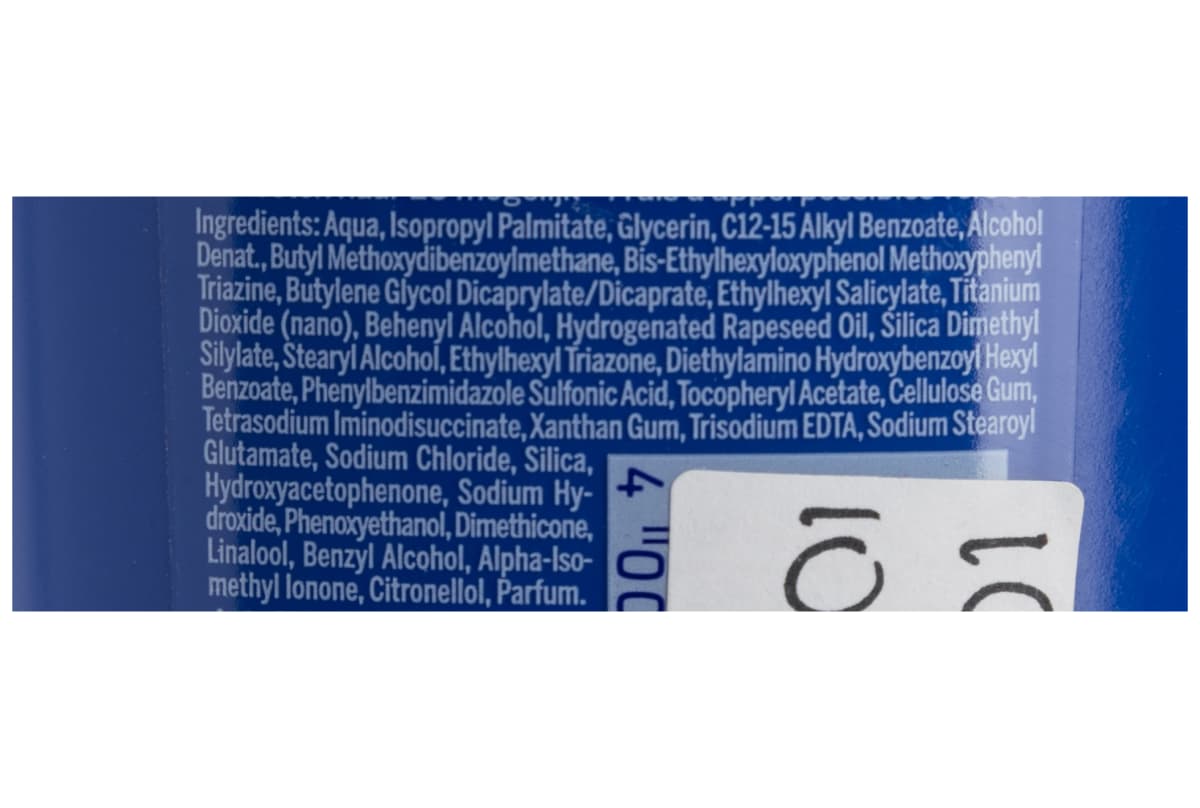 Ingredients: Aqua, Isopropyl Palmitate, Glycerin, C12-15 Alkyl Benzoate, Alcohol
Denat., Butyl Methoxydibenzoylmethane, Bis-Ethylhexyloxyphenol Methoxyphenyl
Triazine, Butylene Glycol Dicaprylate/Dicaprate, Ethylhexyl Salicylate, Titanium
Dioxide (nano), Behenyl Alcohol, Hydrogenated Rapeseed Oil, Silica Dimethyl
Silylate, Stearyl Alcohol, Ethylhexyl Triazone, Diethylamino Hydroxybenzoyl Hexyl
Benzoate, Phenylbenzimidazole Sulfonic Acid, Tocopheryl Acetate, Cellulose Gum,
Tetrasodium Iminodisuccinate, Xanthan Gum, Trisodium EDTA, Sodium Stearoyl
Glutamate, Sodium Chloride, Silica,
Hydroxyacetophenone, Sodium Hy-
droxide, Phenoxyethanol, Dimethicone,
Linalool, Benzyl Alcohol, Alpha-Iso-
methyl Ionone, Citronellol, Parfum.